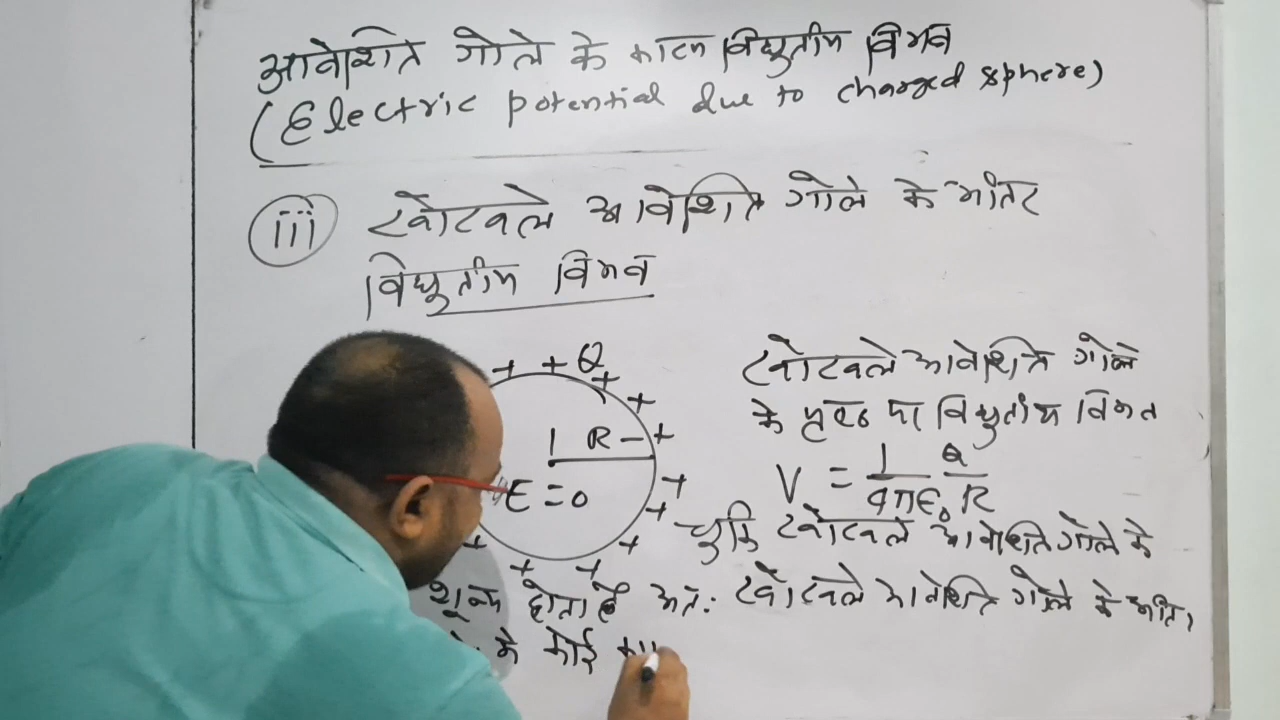 आवेशित गोले के कारण विद्युतीय विभव
(Electric potential due to charged sphere)
iii खोखले आवेशित गोले के भीतर
विद्युतीय विभव
+ + Q + + + + + + + + +
R
E = 0
खोखले आवेशित गोले
के पृष्ठ पर विद्युतीय विभव
V = 1/4πε₀ Q/R
चुकि खोखले आवेशित गोले के
शून्य होता है अतः खोखले आवेशित गोले के भीतर
मे कोई